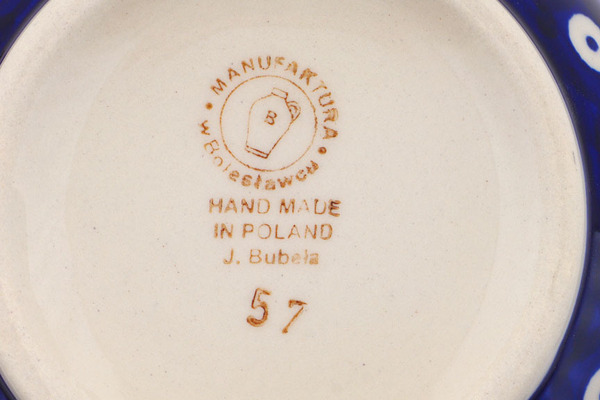 • MANUFAKTURA •
w Bolesławcu
B
HAND MADE
IN POLAND
J. Bubela
57